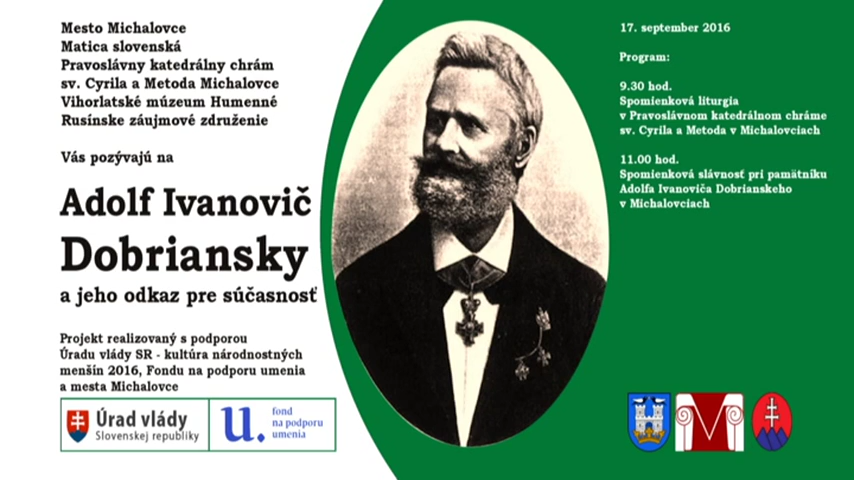 Mesto Michalovce
Matica slovenská
Pravoslávny katedrálny chrám
sv. Cyrila a Metoda Michalovce
Vihorlatské múzeum Humenné
Rusínske záujmové združenie
Vás pozývajú na
Adolf Ivanovič
Dobriansky
a jeho odkaz pre súčasnosť
Projekt realizovaný s podporou
Úradu vlády SR - kultúra národnostných
menšín 2016, Fondu na podporu umenia
a mesta Michalovce
Úrad vlády
Slovenskej republiky
u.
fond
na podporu
umenia
17. september 2016
Program:
9.30 hod.
Spomienková liturgia
v Pravoslávnom katedrálnom chráme
sv. Cyrila a Metoda v Michalovciach
11.00 hod.
Spomienková slávnosť pri pamätníku
Adolfa Ivanoviča Dobrianskeho
v Michalovciach
M